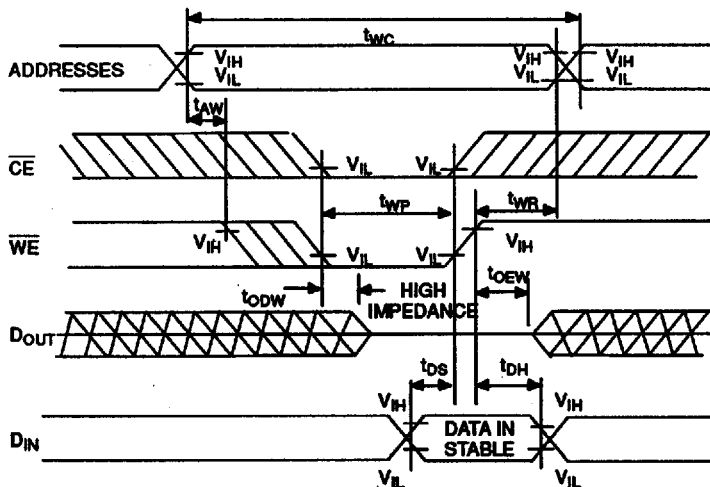 tWC
ADDRESSES
VIH
VIL
VIH
VIL
VIH
VIL
tAW
CE
VIL
VIL
tWP
tWR
WE
VIH
VIL
VIL
VIH
tODW
HIGH
IMPEDANCE
tOEW
DOUT
tDS
tDH
VIH
VIH
DIN
DATA IN
STABLE
VIL
VIL